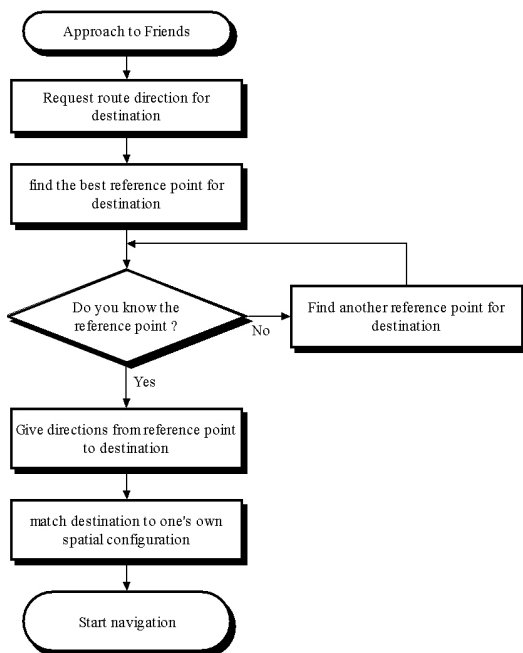 Approach to Friends
Request route direction for
destination
find the best reference point for
destination
Do you know the
reference point ?
No
Find another reference point for
destination
Yes
Give directions from reference point
to destination
match destination to one's own
spatial configuration
Start navigation